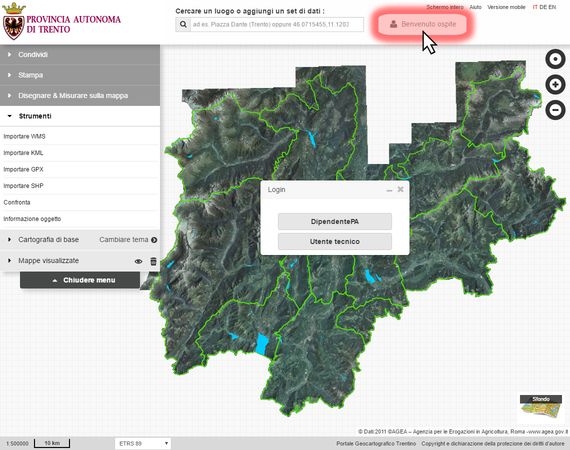 PROVINCIA AUTONOMA
DI TRENTO
Cercare un luogo o aggiungi un set di dati :
ad es. Piazza Dante (Trento) oppure 46.0715455,11.1203
Schermo intero Aiuto Versione mobile IT DE EN
Benvenuto ospite
Condividi
Stampa
Disegnare & Misurare sulla mappa
Strumenti
Importare WMS
Importare KML
Importare GPX
Importare SHP
Confronta
Informazione oggetto
Cartografia di base Cambiare tema
Mappe visualizzate
Chiudere menu
Login
DipendentePA
Utente tecnico
Sfondo
© Dati:2011 ©AGEA – Agenzia per le Erogazioni in Agricoltura, Roma -www.agea.gov.it
1:500000 10 km ETRS 89 Portale Geocartografico Trentino Copyright e dichiarazione della protezione dei diritti d'autore